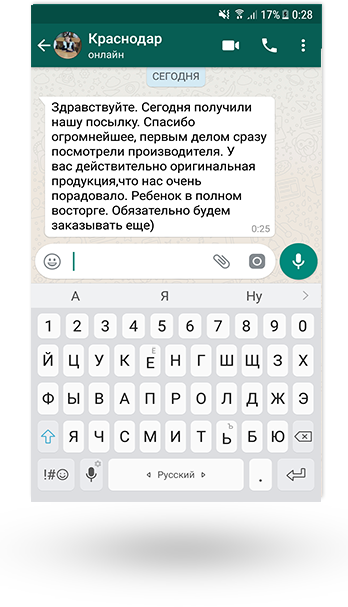 17% 0:28
Краснодар
онлайн
СЕГОДНЯ
Здравствуйте. Сегодня получили
нашу посылку. Спасибо
огромнейшее, первым делом сразу
посмотрели производителя. У
вас действительно оригинальная
продукция,что нас очень
порадовало. Ребенок в полном
восторге. Обязательно будем
заказывать еще)
0:25
А Я Ну
1 2 3 4 5 6 7 8 9 0
Й Ц У К Е Ё Н Г Ш Щ З Х
Ф Ы В А П Р О Л Д Ж Э
Я Ч С М И Т Ь Ъ Б Ю
!#☺ Русский .